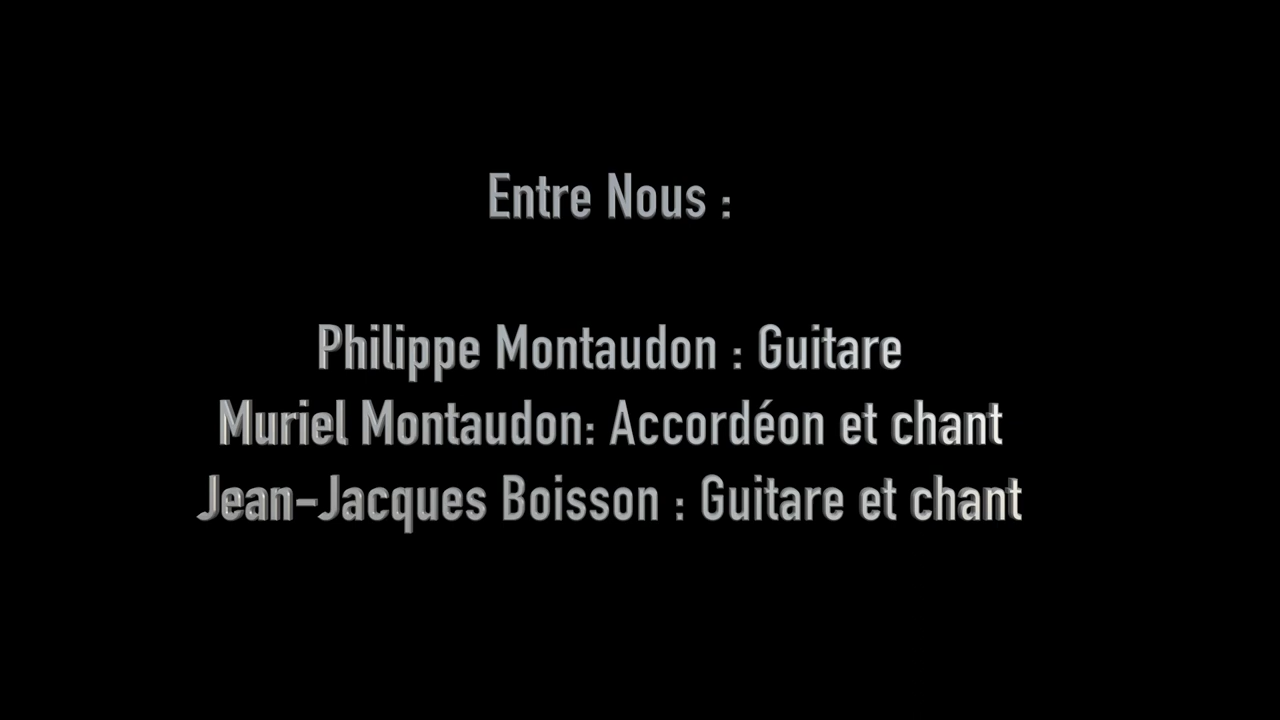 Entre Nous :
Philippe Montaudon : Guitare
Muriel Montaudon: Accordéon et chant
Jean-Jacques Boisson : Guitare et chant